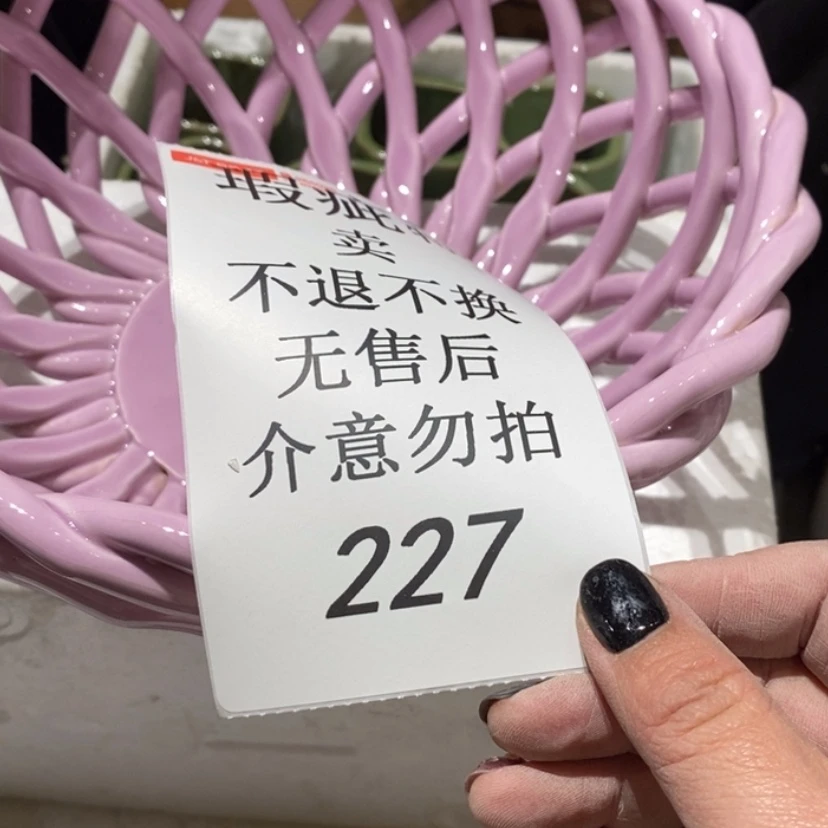 瑕疵
卖
不退不换
无售后
介意勿拍
227